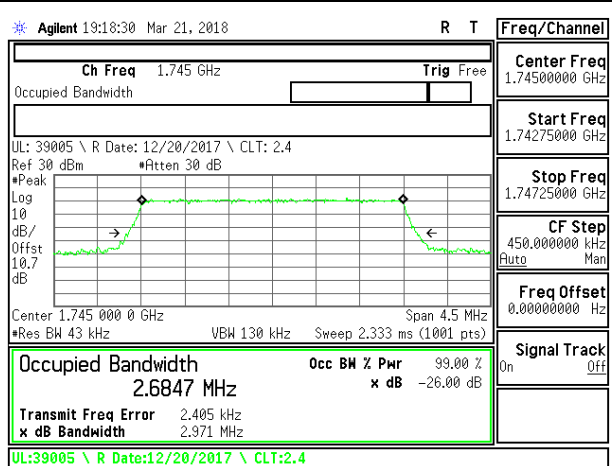 Agilent 19:18:30 Mar 21, 2018 R T
Ch Freq 1.745 GHz Trig Free
Occupied Bandwidth
UL: 39005 \ R Date: 12/20/2017 \ CLT: 2.4
Ref 30 dBm #Atten 30 dB
#Peak
Log
10
dB/
Offst
10.7
dB
Center 1.745 000 0 GHz Span 4.5 MHz
#Res BW 43 kHz VBW 130 kHz Sweep 2.333 ms (1001 pts)
Occupied Bandwidth Occ BW % Pwr 99.00 %
2.6847 MHz x dB -26.00 dB
Transmit Freq Error 2.405 kHz
x dB Bandwidth 2.971 MHz
UL:39005 \ R Date:12/20/2017 \ CLT:2.4
Freq/Channel
Center Freq
1.74500000 GHz
Start Freq
1.74275000 GHz
Stop Freq
1.74725000 GHz
CF Step
450.000000 kHz
Auto Man
Freq Offset
0.00000000 Hz
Signal Track
On Off